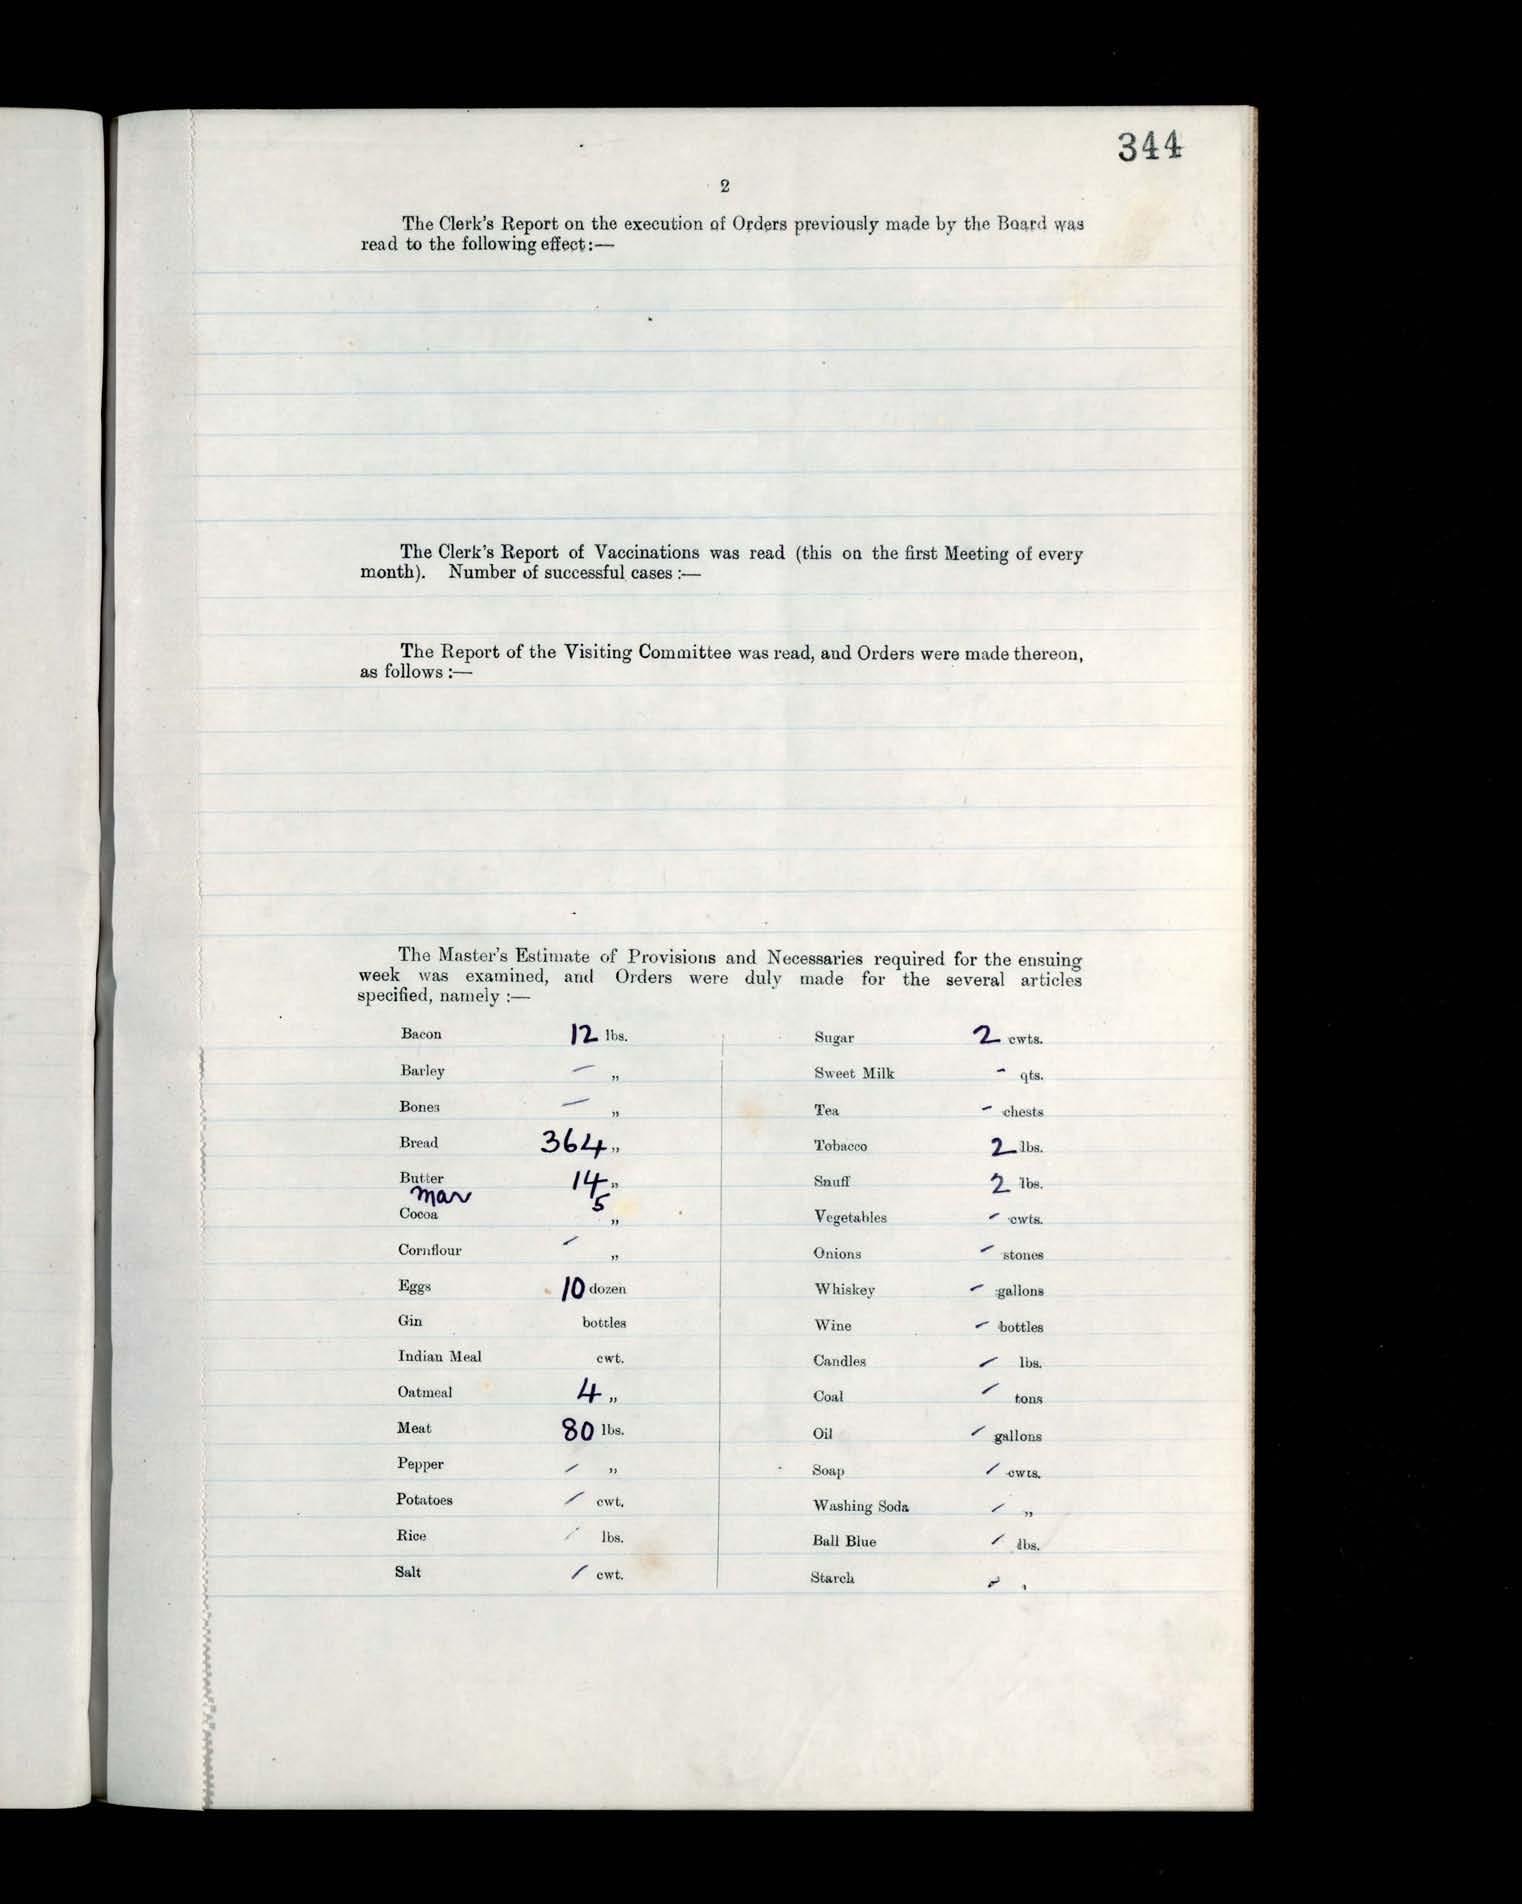 344
2
The Clerk's Report on the execution of Orders previously made by the Board was
read to the following effect:—
The Clerk's Report of Vaccinations was read (this on the first Meeting of every
month). Number of successful cases :—
The Report of the Visiting Committee was read, and Orders were made thereon,
as follows :—
The Master's Estimate of Provisions and Necessaries required for the ensuing
week was examined, and Orders were duly made for the several articles
specified, namely :—
Bacon 12 lbs.
Barley — „
Bones — „
Bread 364 „
Butter 14 „
Mar 5
Cocoa „
Cornflour – „
Eggs 10 dozen
Gin bottles
Indian Meal cwt.
Oatmeal 4 „
Meat 80 lbs.
Pepper – „
Potatoes – cwt.
Rice – lbs.
Salt – cwt.
Sugar 2 cwts.
Sweet Milk – qts.
Tea – chests
Tobacco 2 lbs.
Snuff 2 lbs.
Vegetables – cwts.
Onions – stones
Whiskey – gallons
Wine – bottles
Candles – lbs.
Coal – tons
Oil – gallons
Soap – cwts.
Washing Soda – „
Ball Blue – lbs.
Starch – „